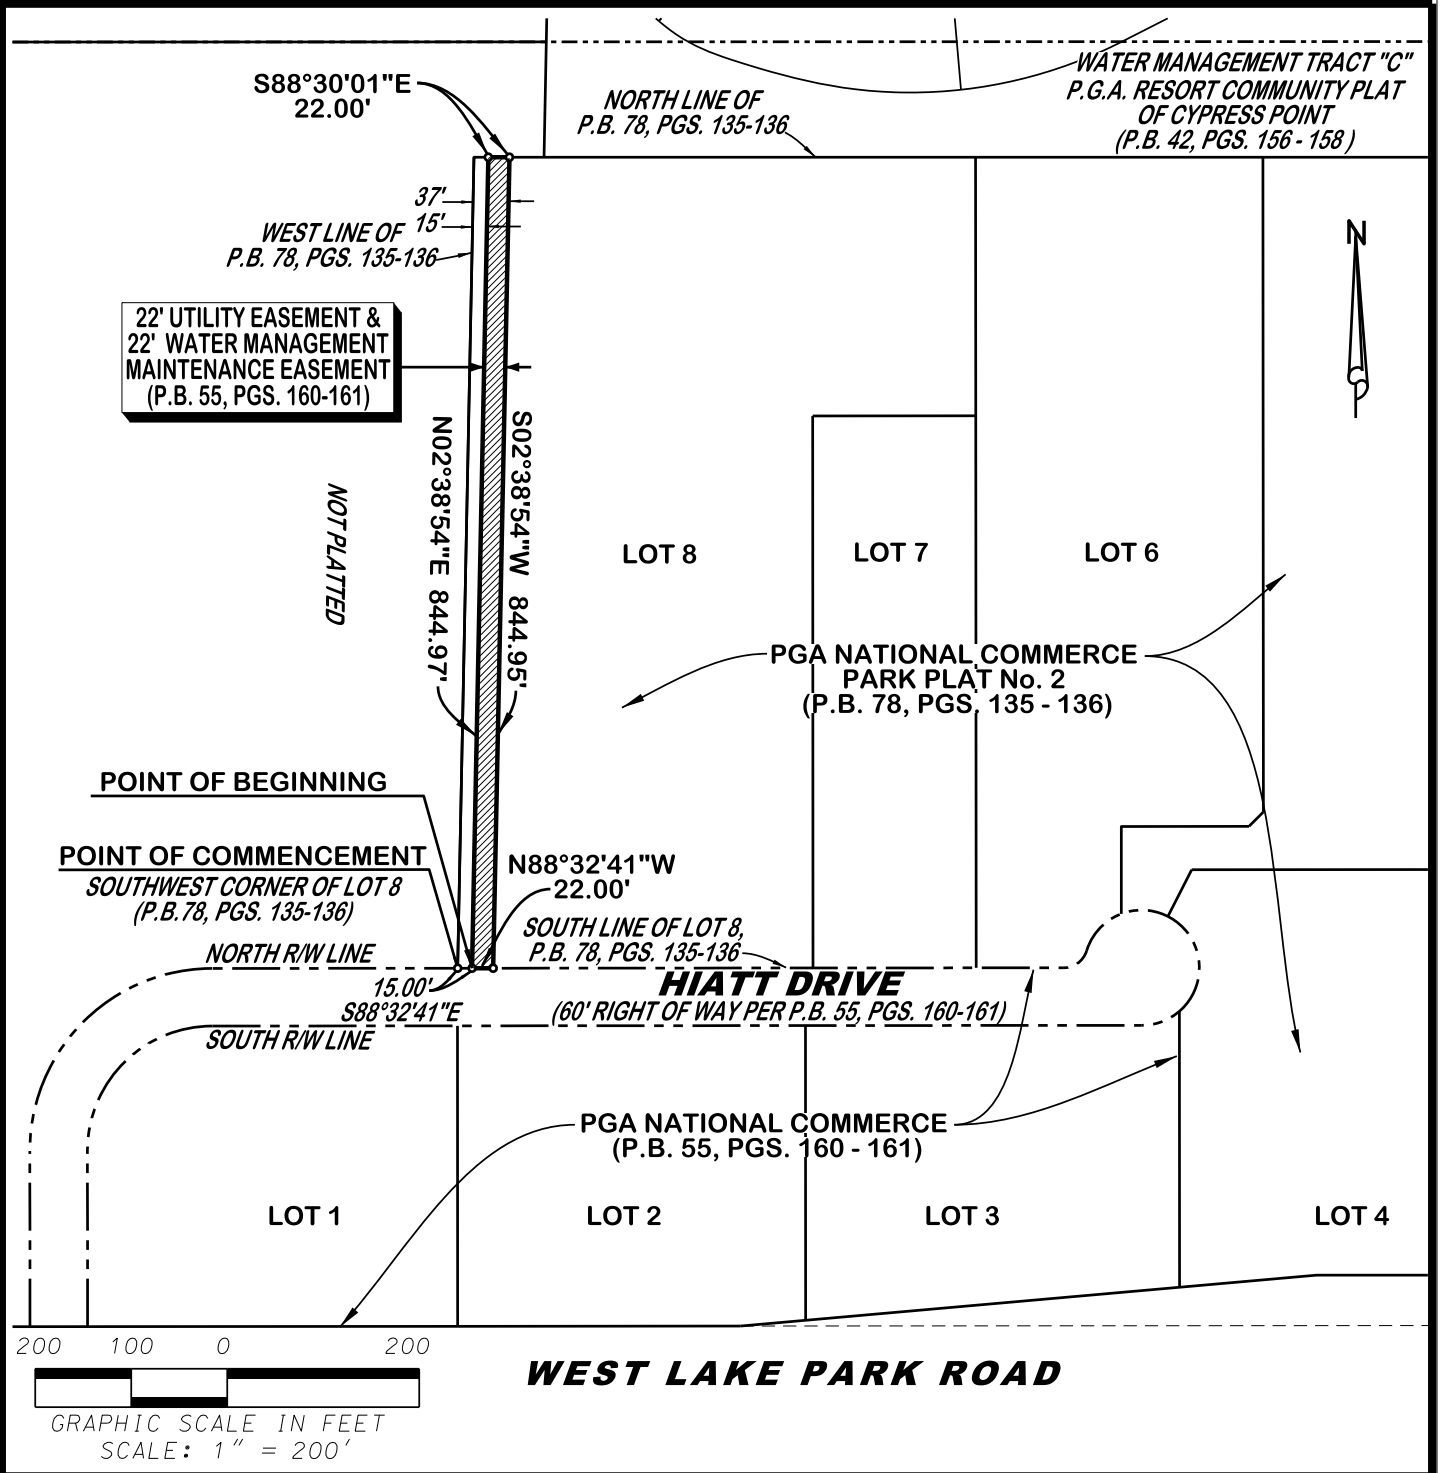 S88°30'01"E
22.00'
NORTH LINE OF
P.B. 78, PGS. 135-136
WATER MANAGEMENT TRACT "C"
P.G.A. RESORT COMMUNITY PLAT
OF CYPRESS POINT
(P.B. 42, PGS. 156 - 158 )
37'
15'
WEST LINE OF
P.B. 78, PGS. 135-136
N
22' UTILITY EASEMENT &
22' WATER MANAGEMENT
MAINTENANCE EASEMENT
(P.B. 55, PGS. 160-161)
NOT PLATTED
N02°38'54"E 844.97'
S02°38'54"W 844.95'
LOT 8
LOT 7
LOT 6
PGA NATIONAL COMMERCE
PARK PLAT No. 2
(P.B. 78, PGS. 135 - 136)
POINT OF BEGINNING
POINT OF COMMENCEMENT
SOUTHWEST CORNER OF LOT 8
(P.B.78, PGS. 135-136)
N88°32'41"W
22.00'
SOUTH LINE OF LOT 8,
P.B. 78, PGS. 135-136
NORTH R/W LINE
15.00'
S88°32'41"E
HIATT DRIVE
(60' RIGHT OF WAY PER P.B. 55, PGS. 160-161)
SOUTH R/W LINE
PGA NATIONAL COMMERCE
(P.B. 55, PGS. 160 - 161)
LOT 1
LOT 2
LOT 3
LOT 4
200 100 0 200
GRAPHIC SCALE IN FEET
SCALE: 1" = 200'
WEST LAKE PARK ROAD